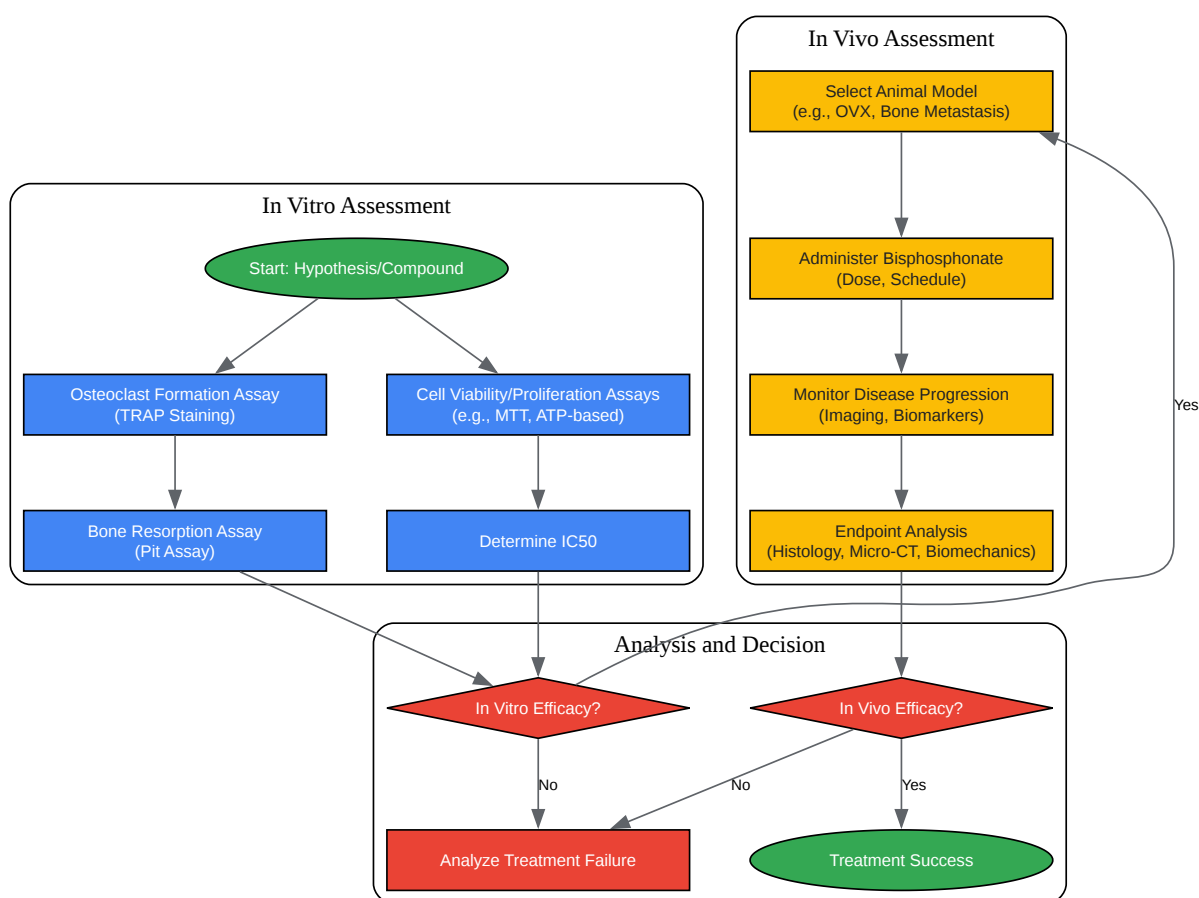 In Vivo Assessment
Select Animal Model
(e.g., OVX, Bone Metastasis)
In Vitro Assessment
Start: Hypothesis/Compound
Administer Bisphosphonate
(Dose, Schedule)
Osteoclast Formation Assay
(TRAP Staining)
Cell Viability/Proliferation Assays
(e.g., MTT, ATP-based)
Monitor Disease Progression
(Imaging, Biomarkers)
Yes
Bone Resorption Assay
(Pit Assay)
Determine IC50
Endpoint Analysis
(Histology, Micro-CT, Biomechanics)
Analysis and Decision
In Vitro Efficacy?
In Vivo Efficacy?
No
No
Yes
Analyze Treatment Failure
Treatment Success